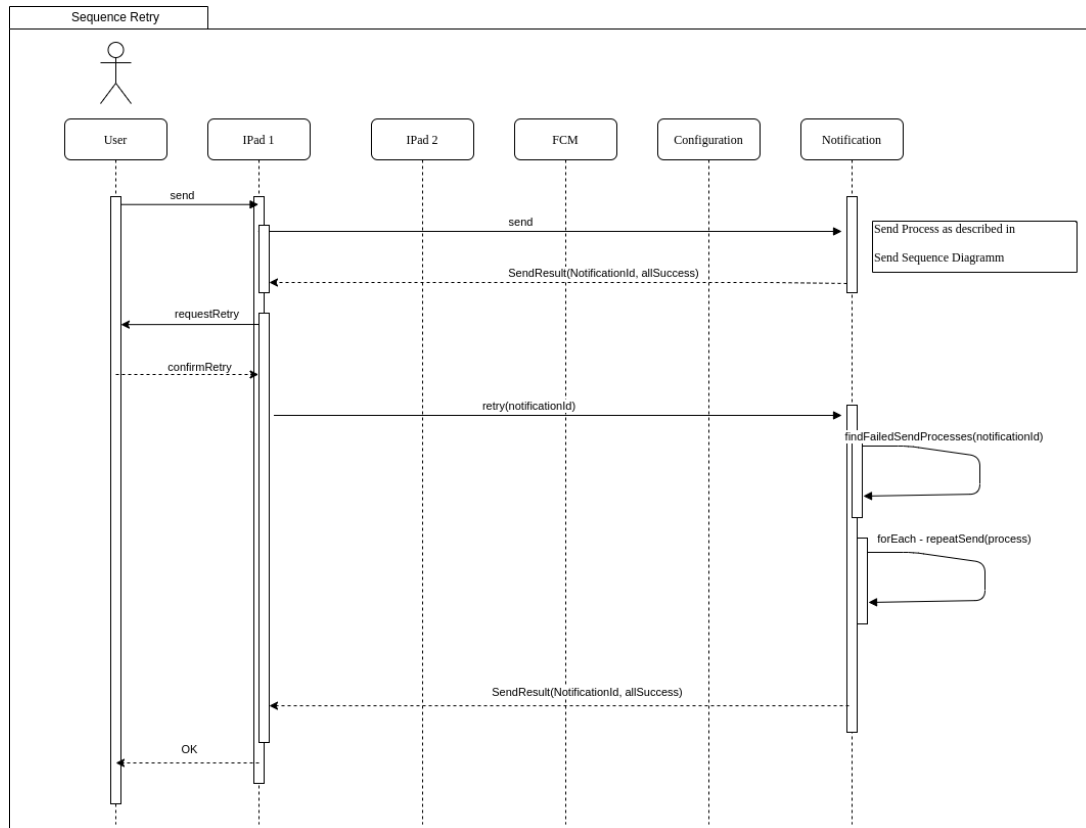 Sequence Retry
User
IPad 1
IPad 2
FCM
Configuration
Notification
send
send
Send Process as described in
Send Sequence Diagramm
SendResult(NotificationId, allSuccess)
requestRetry
confirmRetry
retry(notificationId)
findFailedSendProcesses(notificationId)
forEach - repeatSend(process)
SendResult(NotificationId, allSuccess)
OK